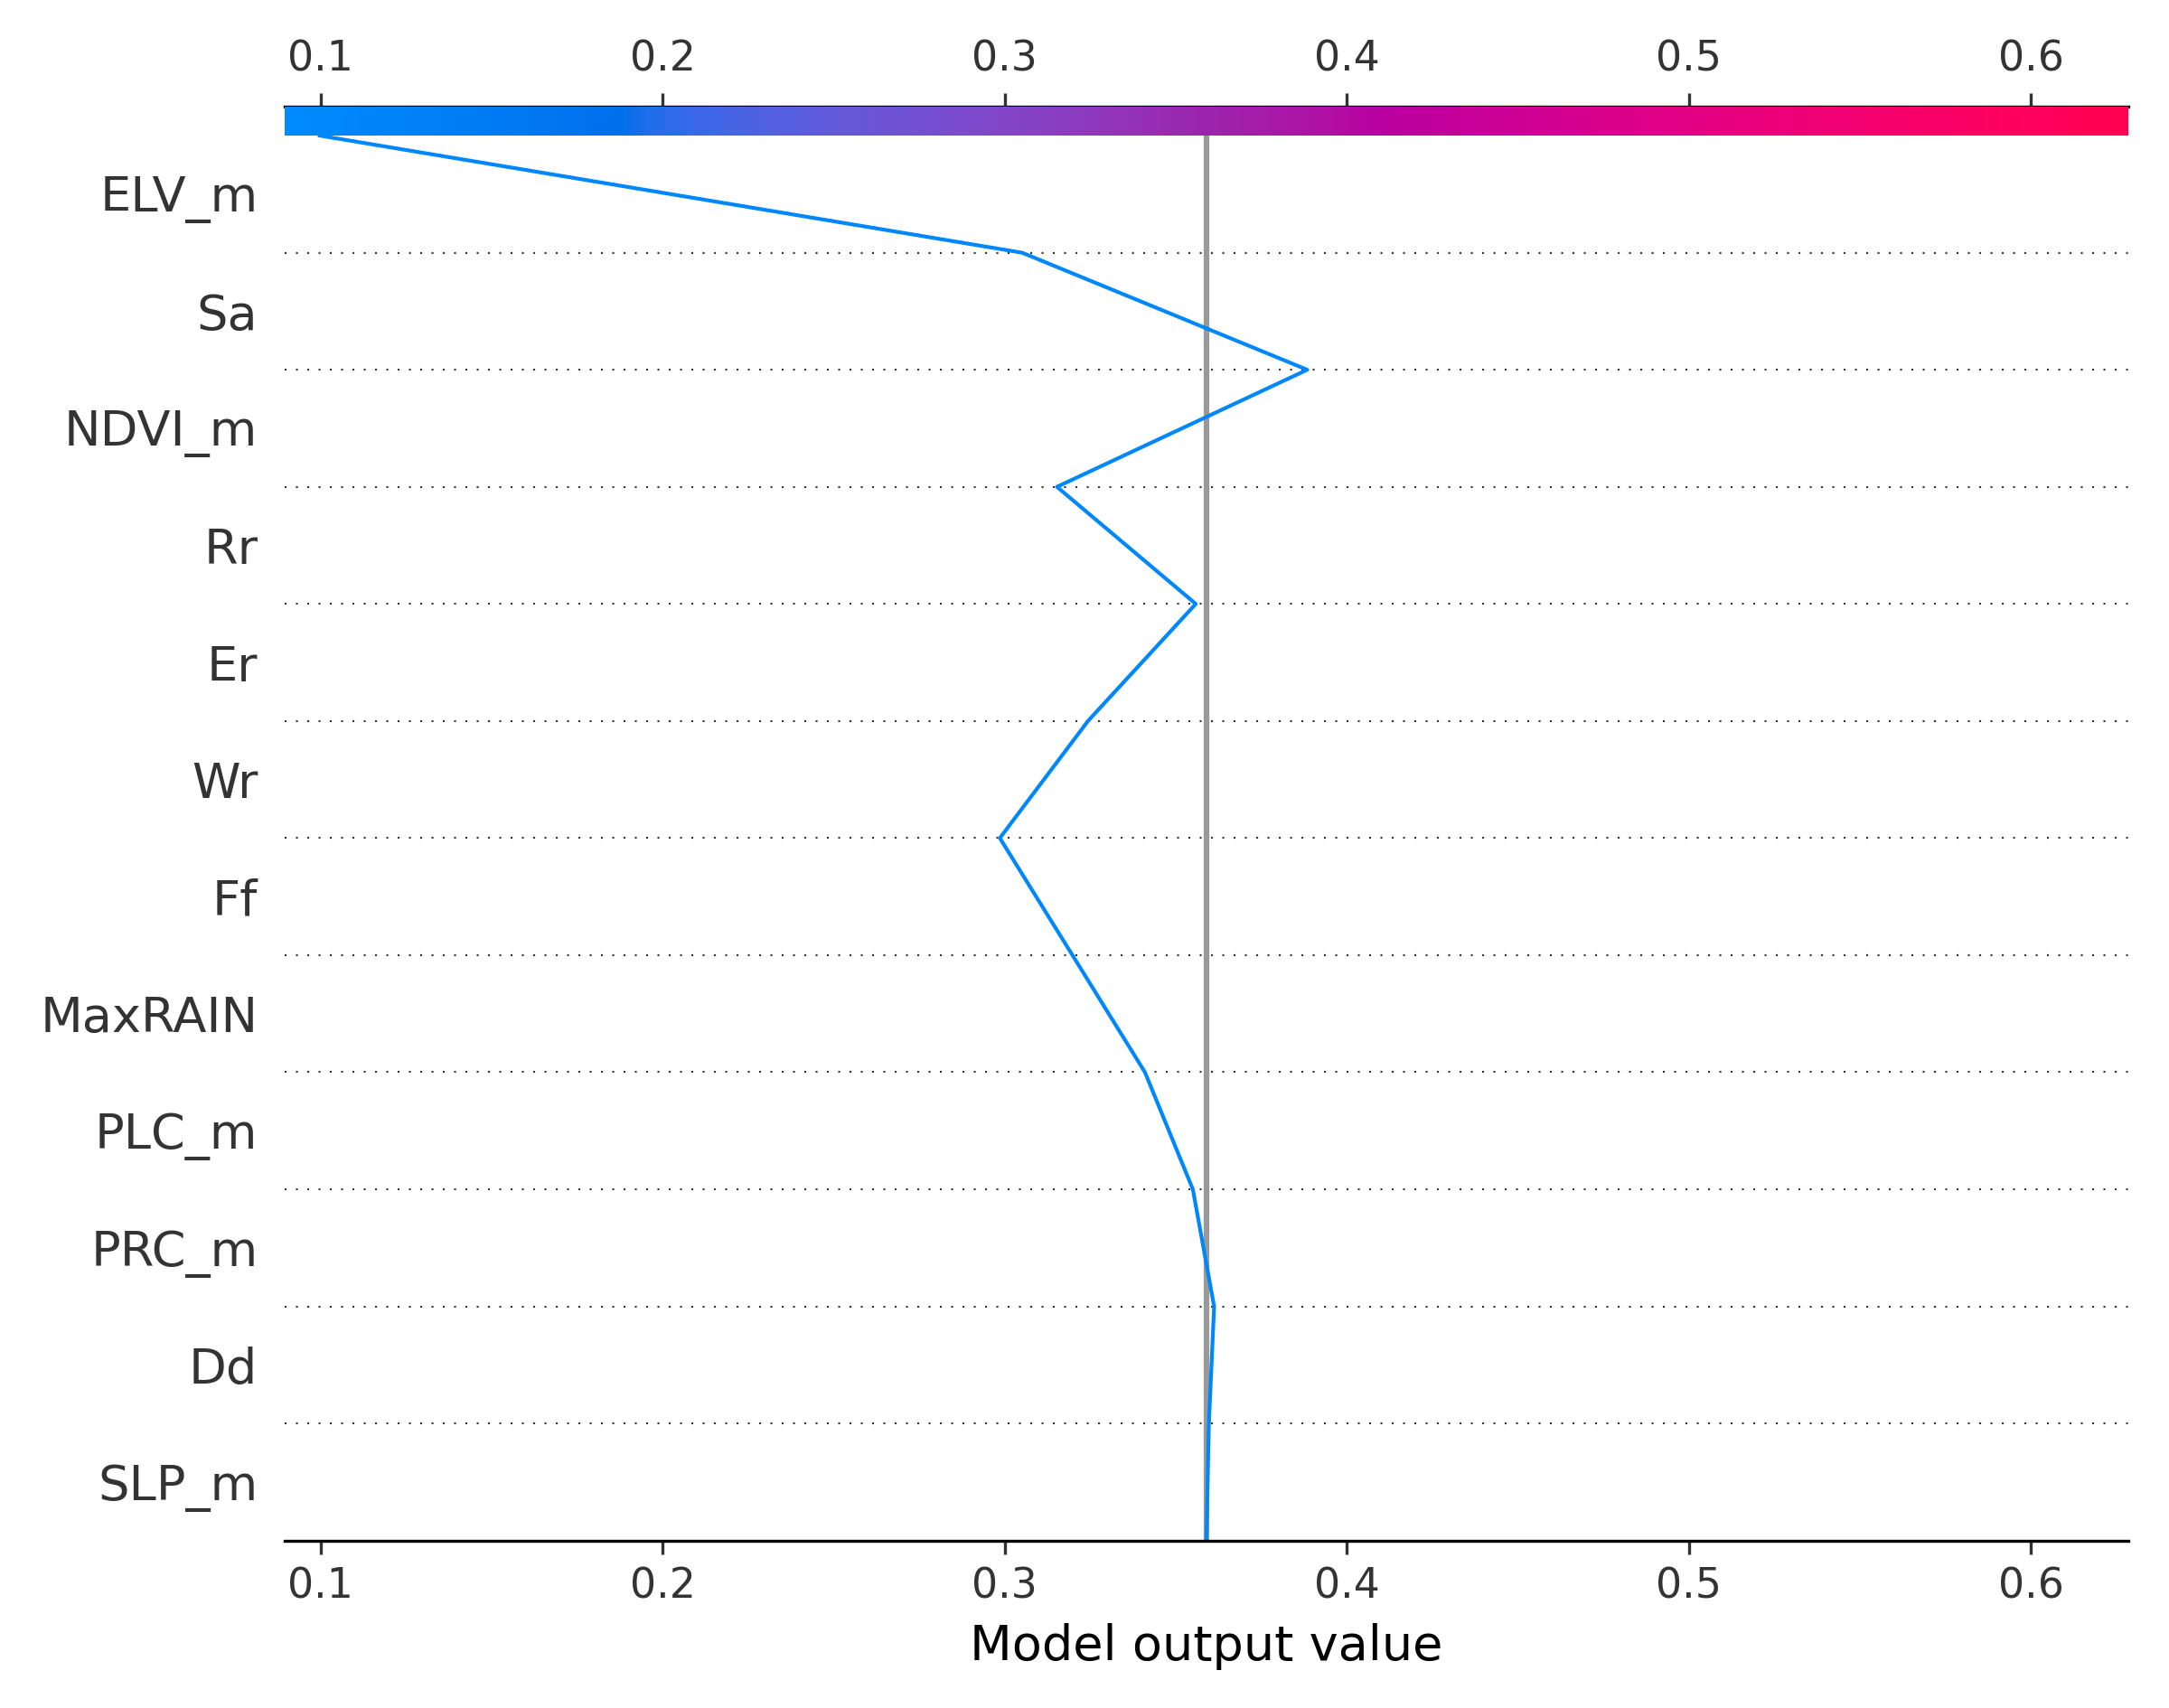 0.1 0.2 0.3 0.4 0.5 0.6
ELV_m
Sa
NDVI_m
Rr
Er
Wr
Ff
MaxRAIN
PLC_m
PRC_m
Dd
SLP_m
0.1 0.2 0.3 0.4 0.5 0.6
Model output value